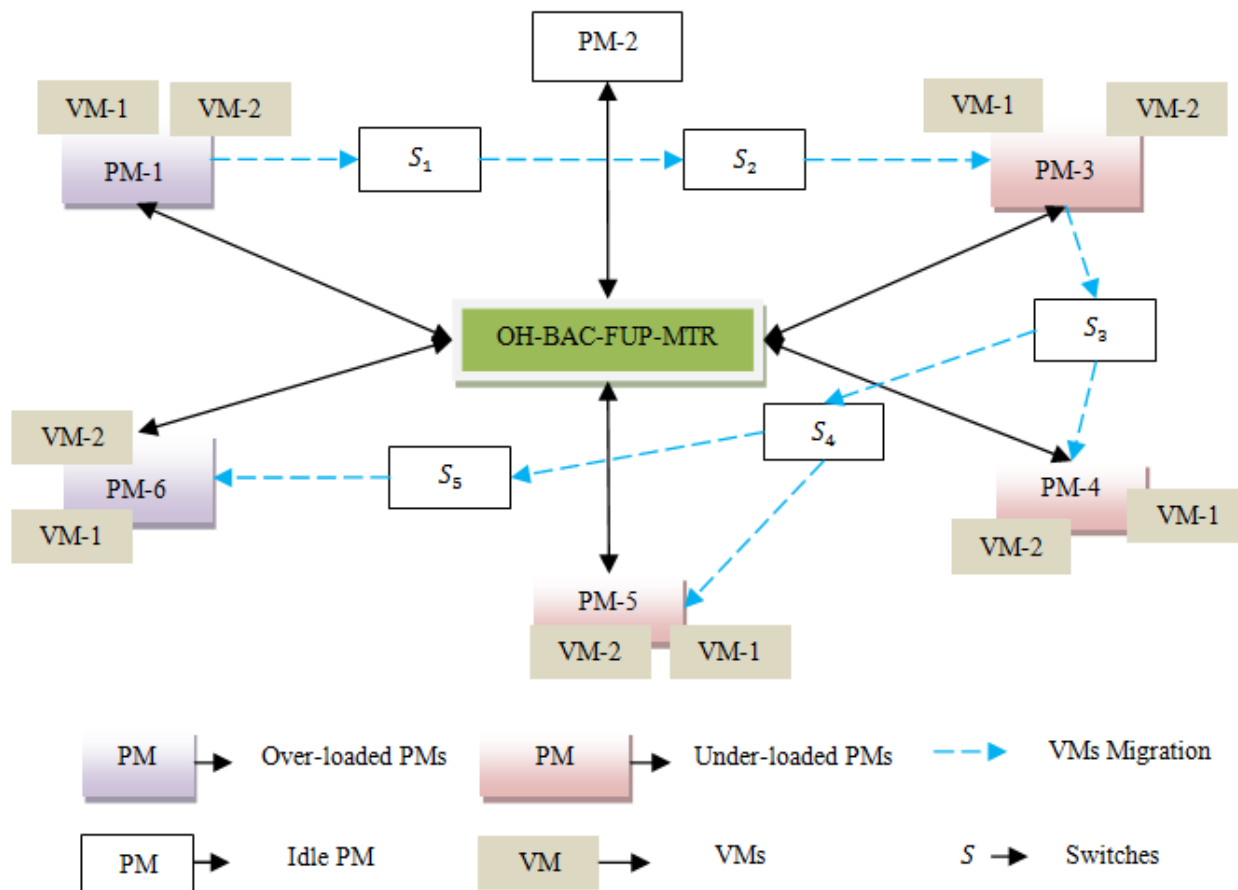 PM-2
VM-1
VM-2
VM-1
VM-2
PM-1
S₁
S₂
PM-3
OH-BAC-FUP-MTR
S₃
VM-2
S₄
PM-6
S₅
PM-4
VM-1
VM-1
VM-2
PM-5
VM-2
VM-1
PM Over-loaded PMs
PM Under-loaded PMs
VMs Migration
PM Idle PM
VM VMs
S Switches